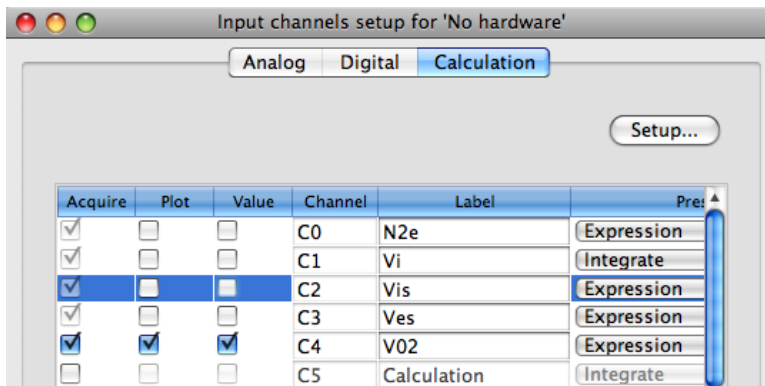 Input channels setup for 'No hardware'
Analog Digital Calculation
Setup...
Acquire Plot Value Channel Label Pres
C0 N2e Expression
C1 Vi Integrate
C2 Vis Expression
C3 Ves Expression
C4 V02 Expression
C5 Calculation Integrate